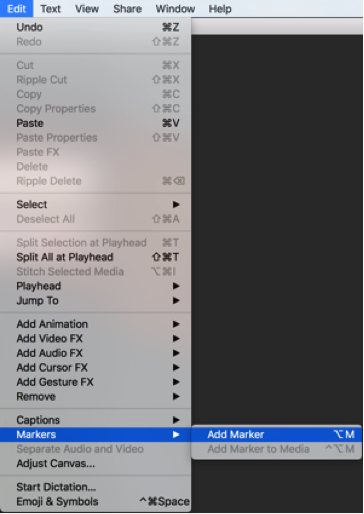 Edit Text View Share Window Help
Undo ⌘Z
Redo ⇧⌘Z
Cut ⌘X
Ripple Cut ⇧⌘X
Copy ⌘C
Copy Properties ⇧⌘C
Paste ⌘V
Paste Properties ⇧⌘V
Paste FX
Delete
Ripple Delete ⌘⌫
Select ▶
Deselect All ⇧⌘A
Split Selection at Playhead ⌘T
Split All at Playhead ⇧⌘T
Stitch Selected Media ⌥⌘I
Playhead ▶
Jump To ▶
Add Animation ▶
Add Video FX ▶
Add Audio FX ▶
Add Cursor FX ▶
Add Gesture FX ▶
Remove ▶
Captions ▶
Markers ▶ Add Marker ⌥M
Separate Audio and Video Add Marker to Media ^⌥M
Adjust Canvas...
Start Dictation...
Emoji & Symbols ^⌘Space